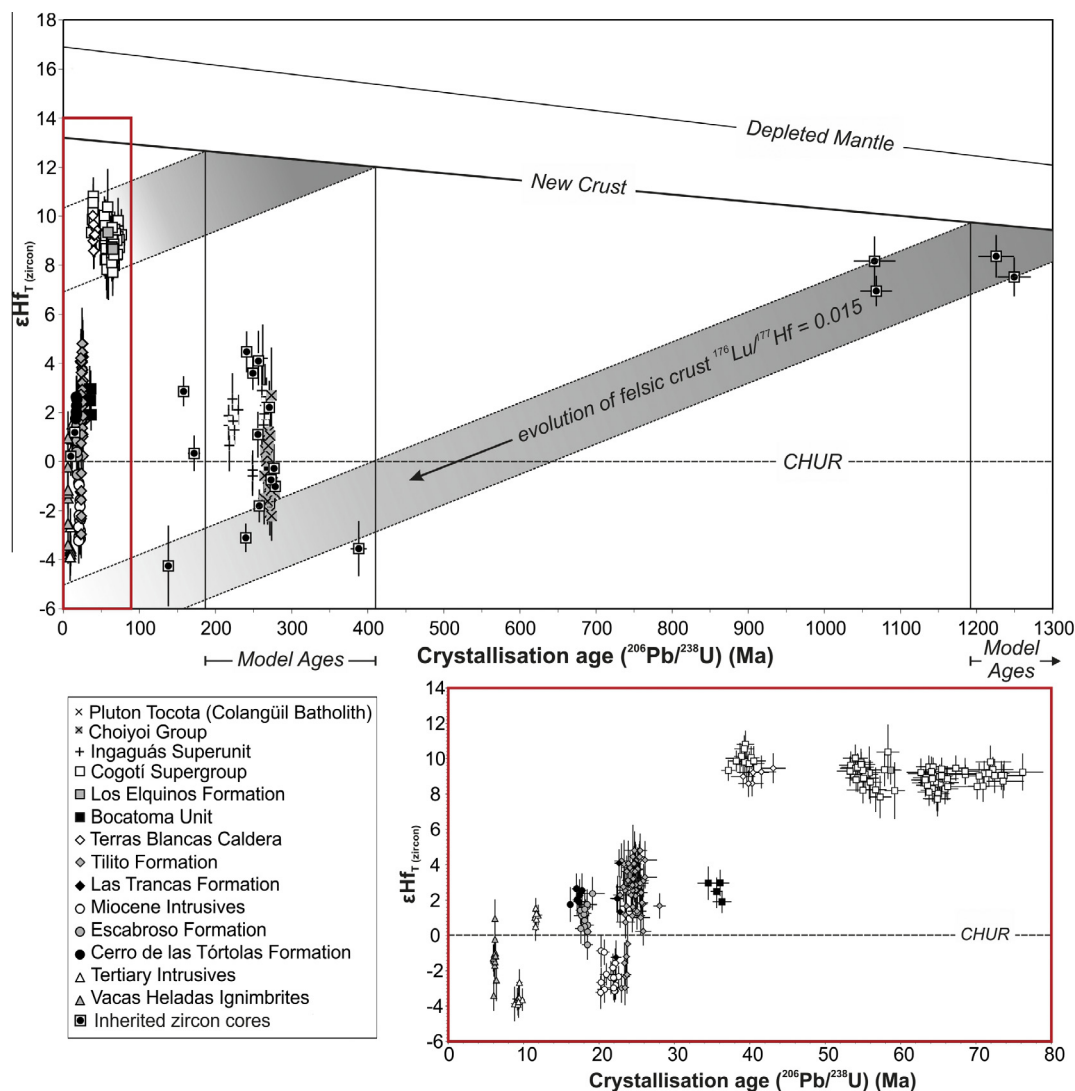 18
16
14
12
10
8
6
4
2
0
-2
-4
-6
εHf T (zircon)
Depleted Mantle
New Crust
evolution of felsic crust ¹⁷⁶Lu/¹⁷⁷Hf = 0.015
CHUR
0 100 200 300 400 500 600 700 800 900 1000 1100 1200 1300
Model Ages
Crystallisation age (²⁰⁶Pb/²³⁸U) (Ma)
Model
Ages
Pluton Tocota (Colangüil Batholith)
Choiyoi Group
Ingaguás Superunit
Cogotí Supergroup
Los Elquinos Formation
Bocatoma Unit
Terras Blancas Caldera
Tilito Formation
Las Trancas Formation
Miocene Intrusives
Escabroso Formation
Cerro de las Tórtolas Formation
Tertiary Intrusives
Vacas Heladas Ignimbrites
Inherited zircon cores
14
12
10
8
6
4
2
0
-2
-4
-6
εHf T (zircon)
CHUR
0 10 20 30 40 50 60 70 80
Crystallisation age (²⁰⁶Pb/²³⁸U) (Ma)